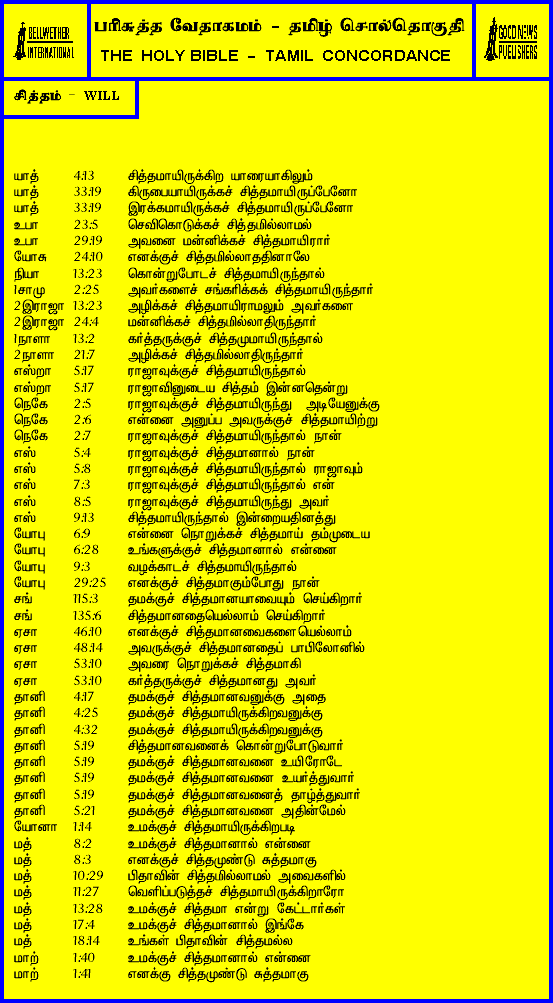 BELLWETHER
INTERNATIONAL
பரிசுத்த வேதாகமம் - தமிழ் சொல்தொகுதி
THE HOLY BIBLE - TAMIL CONCORDANCE
GOOD NEWS
PUBLISHERS
சித்தம் - WILL
யாத் 4:13 சித்தமாயிருக்கிற யாரையாகிலும்
யாத் 33:19 கிருபையாயிருக்கச் சித்தமாயிருப்பேனோ
யாத் 33:19 இரக்கமாயிருக்கச் சித்தமாயிருப்பேனோ
உபா 23:5 செவிகொடுக்கச் சித்தமில்லாமல்
உபா 29:19 அவனை மன்னிக்கச் சித்தமாயிரார்
யோசு 24:10 எனக்குச் சித்தமில்லாததினாலே
நியா 13:23 கொன்றுபோடச் சித்தமாயிருந்தால்
1சாமு 2:25 அவர்களைச் சங்கரிக்கச் சித்தமாயிருந்தார்
2இராஜா 13:23 அழிக்கச் சித்தமாயிராமலும் அவர்களை
2இராஜா 24:4 மன்னிக்கச் சித்தமில்லாதிருந்தார்
1நாளா 13:2 கர்த்தருக்குச் சித்தமுமாயிருந்தால்
2நாளா 21:7 அழிக்கச் சித்தமில்லாதிருந்தார்
எஸ்றா 5:17 ராஜாவுக்குச் சித்தமாயிருந்தால்
எஸ்றா 5:17 ராஜாவினுடைய சித்தம் இன்னதென்று
நெகே 2:5 ராஜாவுக்குச் சித்தமாயிருந்து அடியேனுக்கு
நெகே 2:6 என்னை அனுப்ப அவருக்குச் சித்தமாயிற்று
நெகே 2:7 ராஜாவுக்குச் சித்தமாயிருந்தால் நான்
எஸ் 5:4 ராஜாவுக்குச் சித்தமானால் நான்
எஸ் 5:8 ராஜாவுக்குச் சித்தமாயிருந்தால் ராஜாவும்
எஸ் 7:3 ராஜாவுக்குச் சித்தமாயிருந்தால் என்
எஸ் 8:5 ராஜாவுக்குச் சித்தமாயிருந்து அவர்
எஸ் 9:13 சித்தமாயிருந்தால் இன்றையதினத்து
யோபு 6:9 என்னை நொறுக்கச் சித்தமாய் தம்முடைய
யோபு 6:28 உங்களுக்குச் சித்தமானால் என்னை
யோபு 9:3 வழக்காடச் சித்தமாயிருந்தால்
யோபு 29:25 எனக்குச் சித்தமாகும்போது நான்
சங் 115:3 தமக்குச் சித்தமானயாவையும் செய்கிறார்
சங் 135:6 சித்தமானதையெல்லாம் செய்கிறார்
ஏசா 46:10 எனக்குச் சித்தமானவைகளையெல்லாம்
ஏசா 48:14 அவருக்குச் சித்தமானதைப் பாபிலோனில்
ஏசா 53:10 அவரை நொறுக்கச் சித்தமாகி
ஏசா 53:10 கர்த்தருக்குச் சித்தமானது அவர்
தானி 4:17 தமக்குச் சித்தமானவனுக்கு அதை
தானி 4:25 தமக்குச் சித்தமாயிருக்கிறவனுக்கு
தானி 4:32 தமக்குச் சித்தமாயிருக்கிறவனுக்கு
தானி 5:19 சித்தமானவனைக் கொன்றுபோடுவார்
தானி 5:19 தமக்குச் சித்தமானவனை உயிரோடே
தானி 5:19 தமக்குச் சித்தமானவனை உயர்த்துவார்
தானி 5:19 தமக்குச் சித்தமானவனைத் தாழ்த்துவார்
தானி 5:21 தமக்குச் சித்தமானவனை அதின்மேல்
யோனா 1:14 உமக்குச் சித்தமாயிருக்கிறபடி
மத் 8:2 உமக்குச் சித்தமானால் என்னை
மத் 8:3 எனக்குச் சித்தமுண்டு சுத்தமாகு
மத் 10:29 பிதாவின் சித்தமில்லாமல் அவைகளில்
மத் 11:27 வெளிப்படுத்தச் சித்தமாயிருக்கிறாரோ
மத் 13:28 உமக்குச் சித்தமா என்று கேட்டார்கள்
மத் 17:4 உமக்குச் சித்தமானால் இங்கே
மத் 18:14 உங்கள் பிதாவின் சித்தமல்ல
மாற் 1:40 உமக்குச் சித்தமானால் என்னை
மாற் 1:41 எனக்கு சித்தமுண்டு சுத்தமாகு